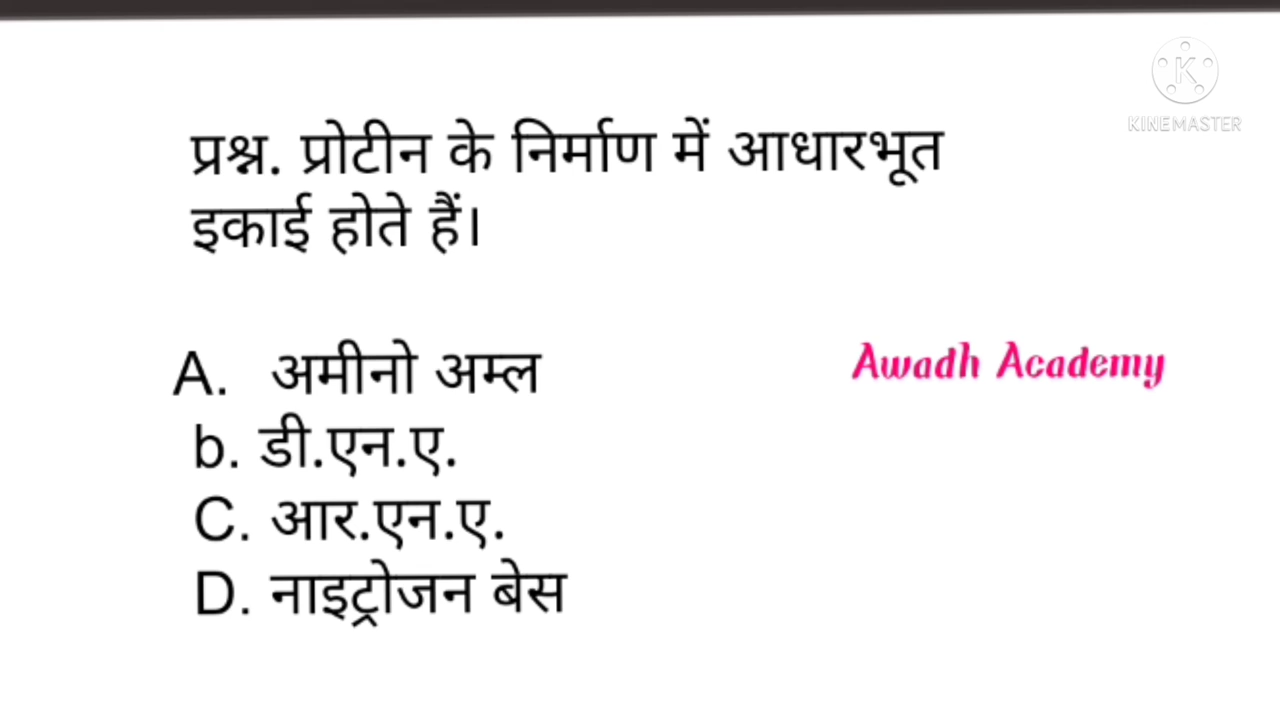 KINEMASTER
प्रश्न. प्रोटीन के निर्माण में आधारभूत
इकाई होते हैं।
A. अमीनो अम्ल
Awadh Academy
b. डी.एन.ए.
C. आर.एन.ए.
D. नाइट्रोजन बेस